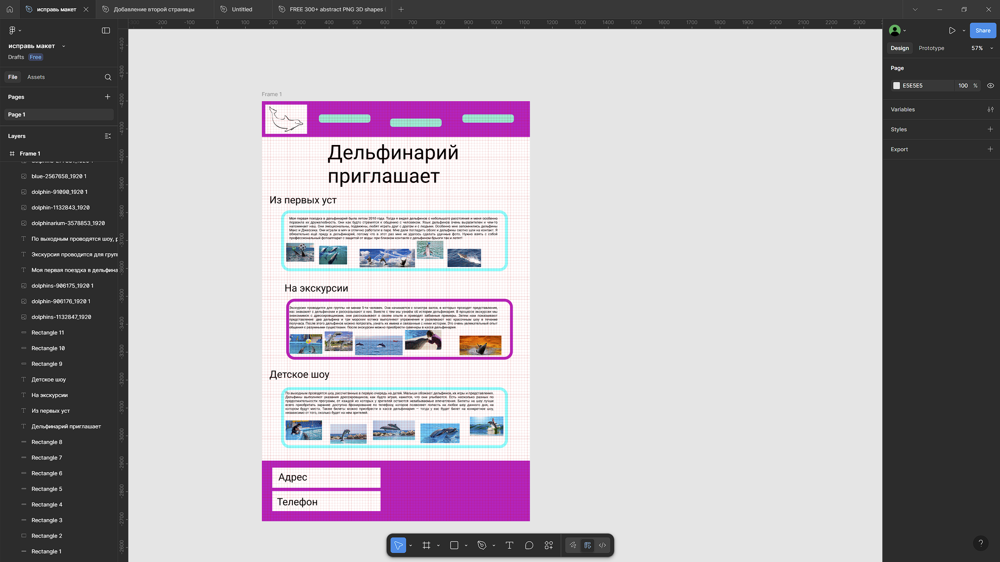 исправь макет
Добавление второй страницы
Untitled
FREE 300+ abstract PNG 3D shapes (
-300 -200 -100 0 100 200 300 400 500 600 700 800 900 1000 1100 1200 1300 1400 1500 1600 1700 1800 1900 2000 2100 2200 2300
исправь макет
Drafts Free
File Assets
Pages
Page 1
Layers
Frame 1
blue-2567658_1920 1
dolphin-91090_1920 1
dolphin-1132843_1920
dolphinarium-3578853_1920
По выходным проводятся шоу, р
Экскурсия проводится для групп
Моя первая поездка в дельфина
dolphins-906175_1920 1
dolphin-906176_1920 1
dolphins-1132847_1920
Rectangle 11
Rectangle 10
Rectangle 9
Детское шоу
На экскурсии
Из первых уст
Дельфинарий приглашает
Rectangle 8
Rectangle 7
Rectangle 6
Rectangle 5
Rectangle 4
Rectangle 3
Rectangle 2
Rectangle 1
-4400
-4300
-4200
-4100
-4000
-3900
-3800
-3700
-3600
-3500
-3400
-3300
-3200
-3100
-3000
-2900
-2800
-2700
-2600
Frame 1
Дельфинарий
приглашает
Из первых уст
Моя первая поездка в дельфинарий была летом 2010 года. Тогда я видел дельфинов с небольшого расстояния и меня особенно
поразила их дружелюбность. Они как будто стремятся к общению с человеком. Язык дельфинов очень выразителен и чем-то
напоминает наш. Они эмоциональны, подвижны, любят играть друг с другом и с людьми. Особенно мне запомнились дельфины
Макс и Джессика. Они играли в мяч и отлично работали в паре. Мне дали погладить обоих и дельфины охотно шли на контакт. Я
обязательно ещё приду в дельфинарий, потому что в этот раз мне не удалось сделать удачные фото. Нужно взять с собой
профессиональный фотоаппарат с защитой от воды: при близком контакте с дельфином брызги так и летят!
На экскурсии
Экскурсия проводится для группы не менее 5-ти человек. Она начинается с осмотра залов, в которых проходят представления,
нас знакомят с дельфинами и рассказывают о них. Вместе с тем мы узнаём об истории дельфинария. В процессе экскурсии мы
знакомимся с дрессировщиками, они рассказывают о своем опыте и приводят забавные примеры. Затем нам показывают
представление: два дельфина и три морских котика выполняют упражнения и развлекают нас красочным шоу в течение
получаса. После этого дельфинов можно потрогать, узнать их имена и связанные с ними истории. Это очень увлекательный опыт
общения с разумными существами. После экскурсии можно приобрести сувениры в кассе дельфинария.
Детское шоу
По выходным проводятся шоу, рассчитанные в первую очередь на детей. Малыши обожают дельфинов, их игры и представления.
Дельфины выполняют указания дрессировщиков, как будто играя, кажется, что они улыбаются. Есть несколько разных по
продолжительности программ, от каждой из которых у зрителей остаются незабываемые впечатления. Билеты на шоу лучше
всего приобретать заранее: доступно бронирование по телефону, которое позволяет попасть на любое шоу данного дня, на
котором будут места. Также билеты можно приобрести в кассе дельфинария — тогда у вас будет билет на конкретное шоу,
независимо от того, сколько будет на нем зрителей.
Адрес
Телефон
Share
Design Prototype 57%
Page
E5E5E5 100 %
Variables
Styles
Export
?